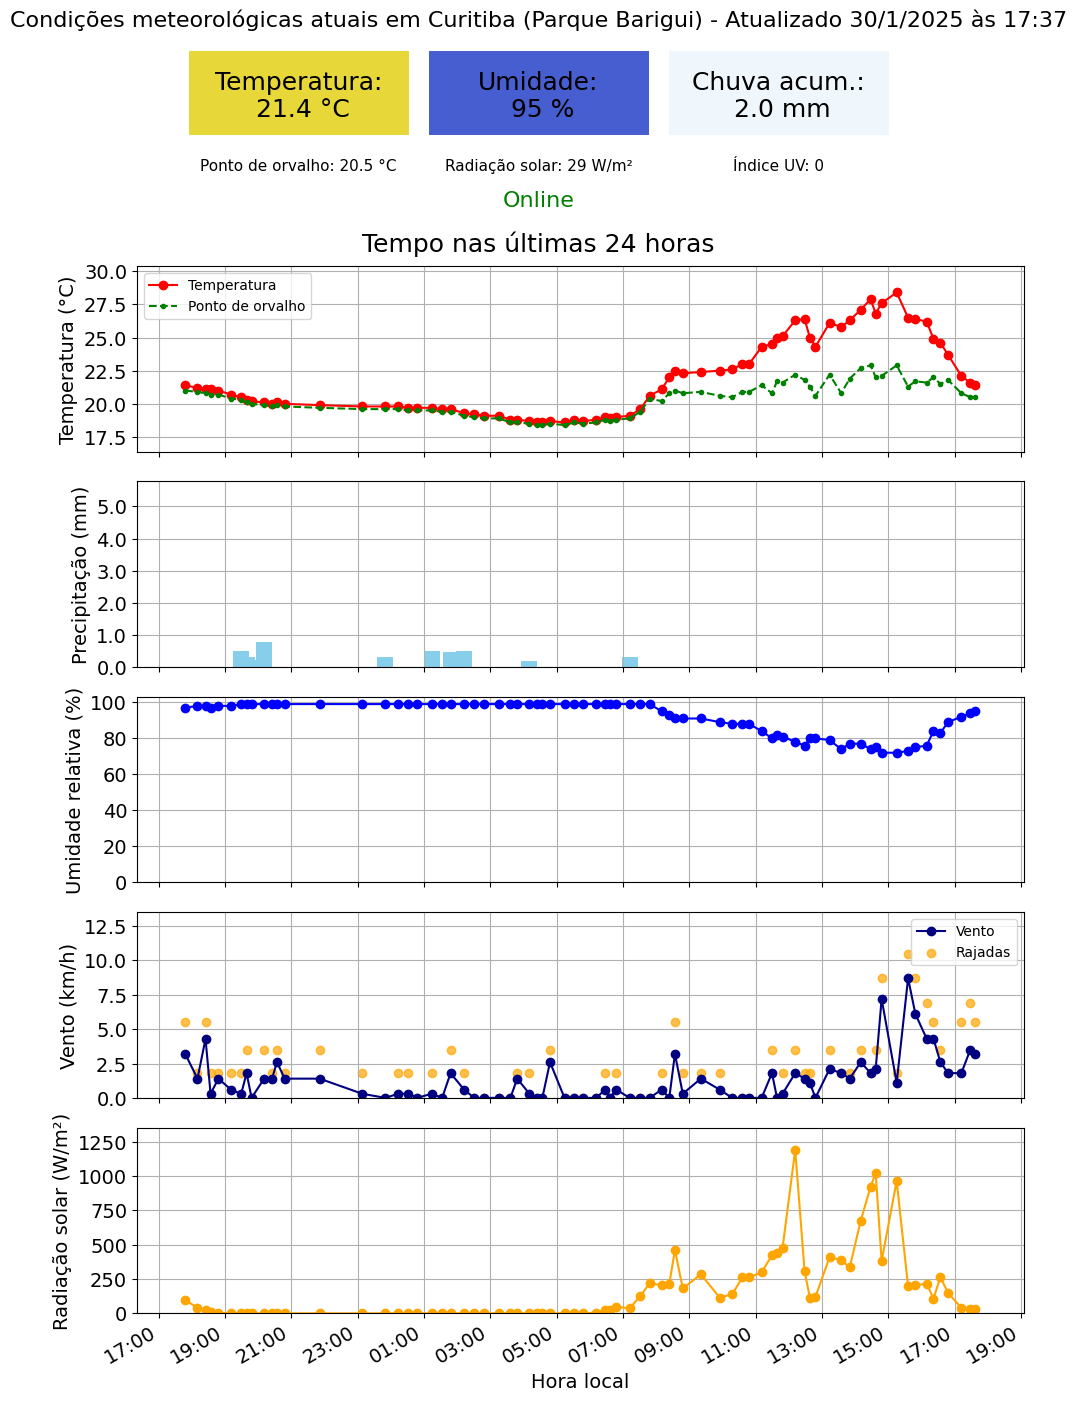 Condições meteorológicas atuais em Curitiba (Parque Barigui) - Atualizado 30/1/2025 às 17:37
Temperatura:
21.4 °C
Umidade:
95 %
Chuva acum.:
2.0 mm
Ponto de orvalho: 20.5 °C
Radiação solar: 29 W/m²
Índice UV: 0
Online
Tempo nas últimas 24 horas
Temperatura (°C)
30.0
27.5
25.0
22.5
20.0
17.5
Temperatura
Ponto de orvalho
Precipitação (mm)
5.0
4.0
3.0
2.0
1.0
0.0
Umidade relativa (%)
100
80
60
40
20
0
Vento (km/h)
12.5
10.0
7.5
5.0
2.5
0.0
Vento
Rajadas
Radiação solar (W/m²)
1250
1000
750
500
250
0
17:00
19:00
21:00
23:00
01:00
03:00
05:00
07:00
09:00
11:00
13:00
15:00
17:00
19:00
Hora local